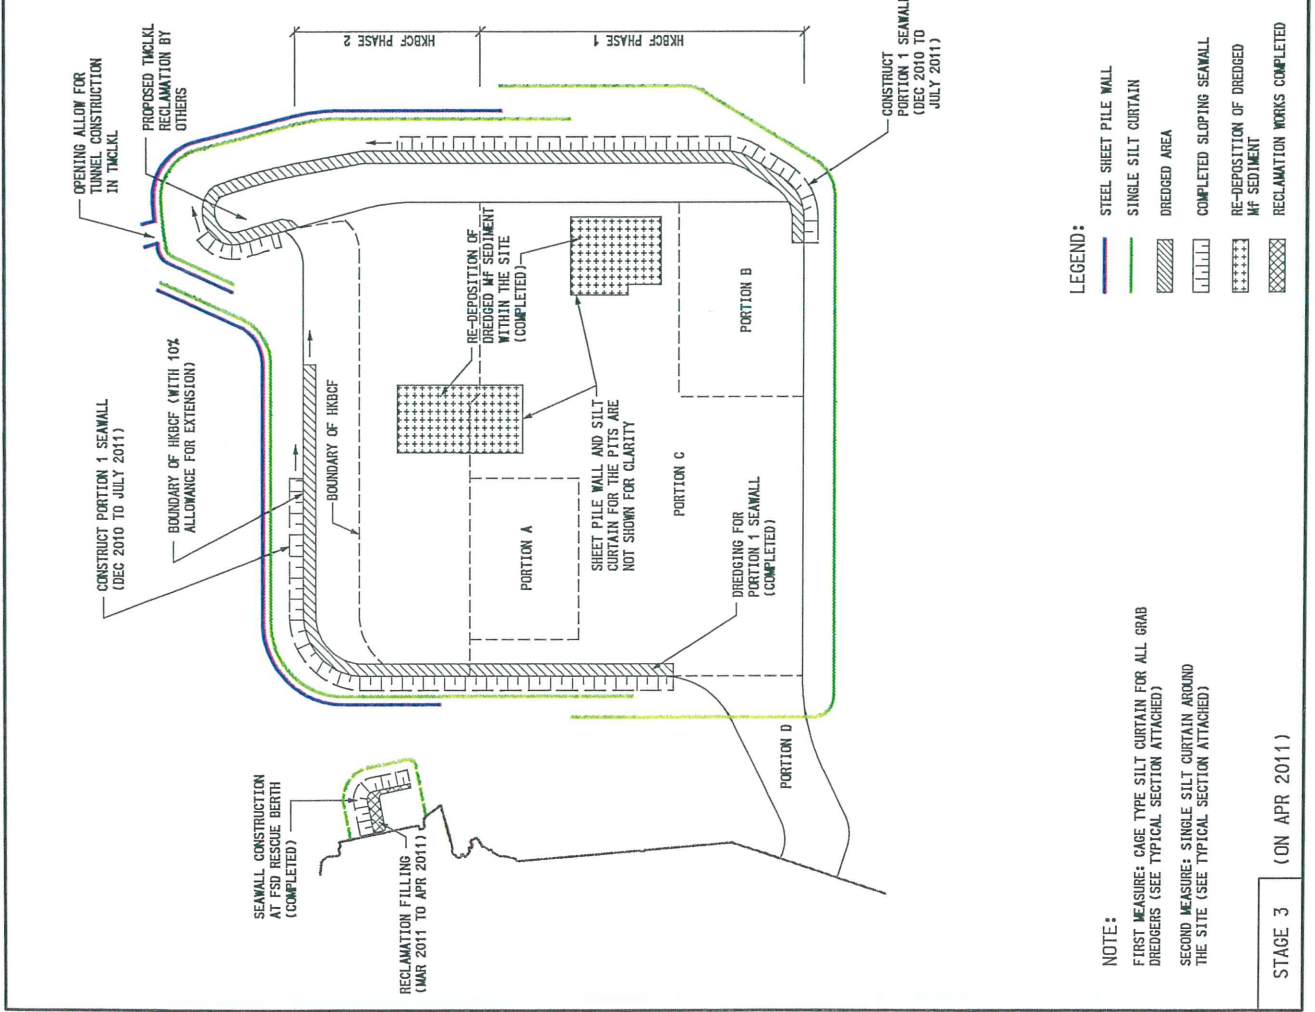 OPENING ALLOW FOR
TUNNEL CONSTRUCTION
IN TMCLKL
PROPOSED TMCLKL
RECLAMATION BY
OTHERS
HKBCF PHASE 2
HKBCF PHASE 1
CONSTRUCT
PORTION 1 SEAWALL
(DEC 2010 TO
JULY 2011)
CONSTRUCT PORTION 1 SEAWALL
(DEC 2010 TO JULY 2011)
BOUNDARY OF HKBCF (WITH 10%
ALLOWANCE FOR EXTENSION)
BOUNDARY OF HKBCF
RE-DEPOSITION OF
DREDGED Mf SEDIMENT
WITHIN THE SITE
(COMPLETED)
PORTION B
PORTION A
SHEET PILE WALL AND SILT
CURTAIN FOR THE PITS ARE
NOT SHOWN FOR CLARITY
PORTION C
DREDGING FOR
PORTION 1 SEAWALL
(COMPLETED)
PORTION D
SEAWALL CONSTRUCTION
AT FSD RESCUE BERTH
(COMPLETED)
RECLAMATION FILLING
(MAR 2011 TO APR 2011)
LEGEND:
STEEL SHEET PILE WALL
SINGLE SILT CURTAIN
DREDGED AREA
COMPLETED SLOPING SEAWALL
RE-DEPOSITION OF DREDGED
Mf SEDIMENT
RECLAMATION WORKS COMPLETED
NOTE:
FIRST MEASURE: CAGE TYPE SILT CURTAIN FOR ALL GRAB
DREDGERS (SEE TYPICAL SECTION ATTACHED)
SECOND MEASURE: SINGLE SILT CURTAIN AROUND
THE SITE (SEE TYPICAL SECTION ATTACHED)
STAGE 3 (ON APR 2011)